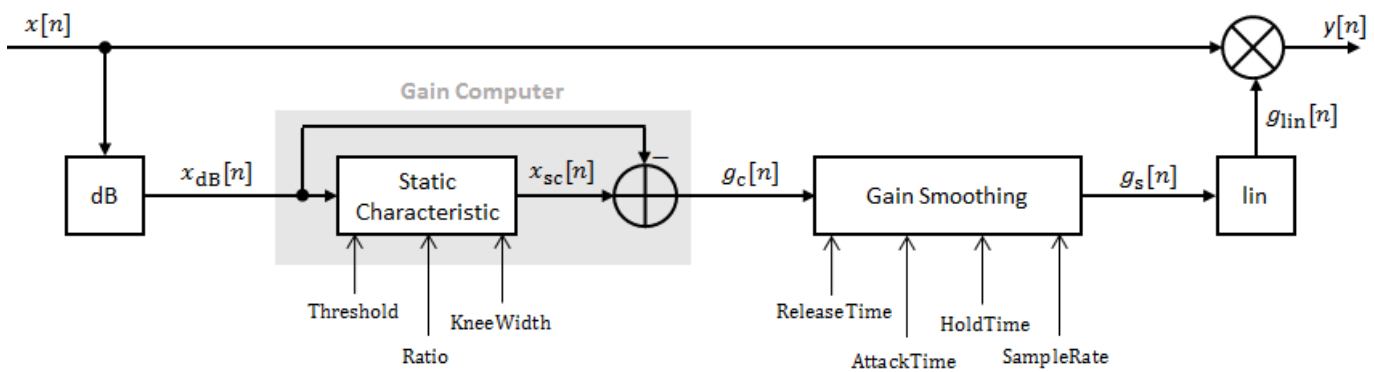 x[n]
y[n]
Gain Computer
g_lin[n]
dB
x_dB[n]
Static
Characteristic
x_sc[n]
−
g_c[n]
Gain Smoothing
g_s[n]
lin
Threshold
Ratio
KneeWidth
ReleaseTime
AttackTime
HoldTime
SampleRate